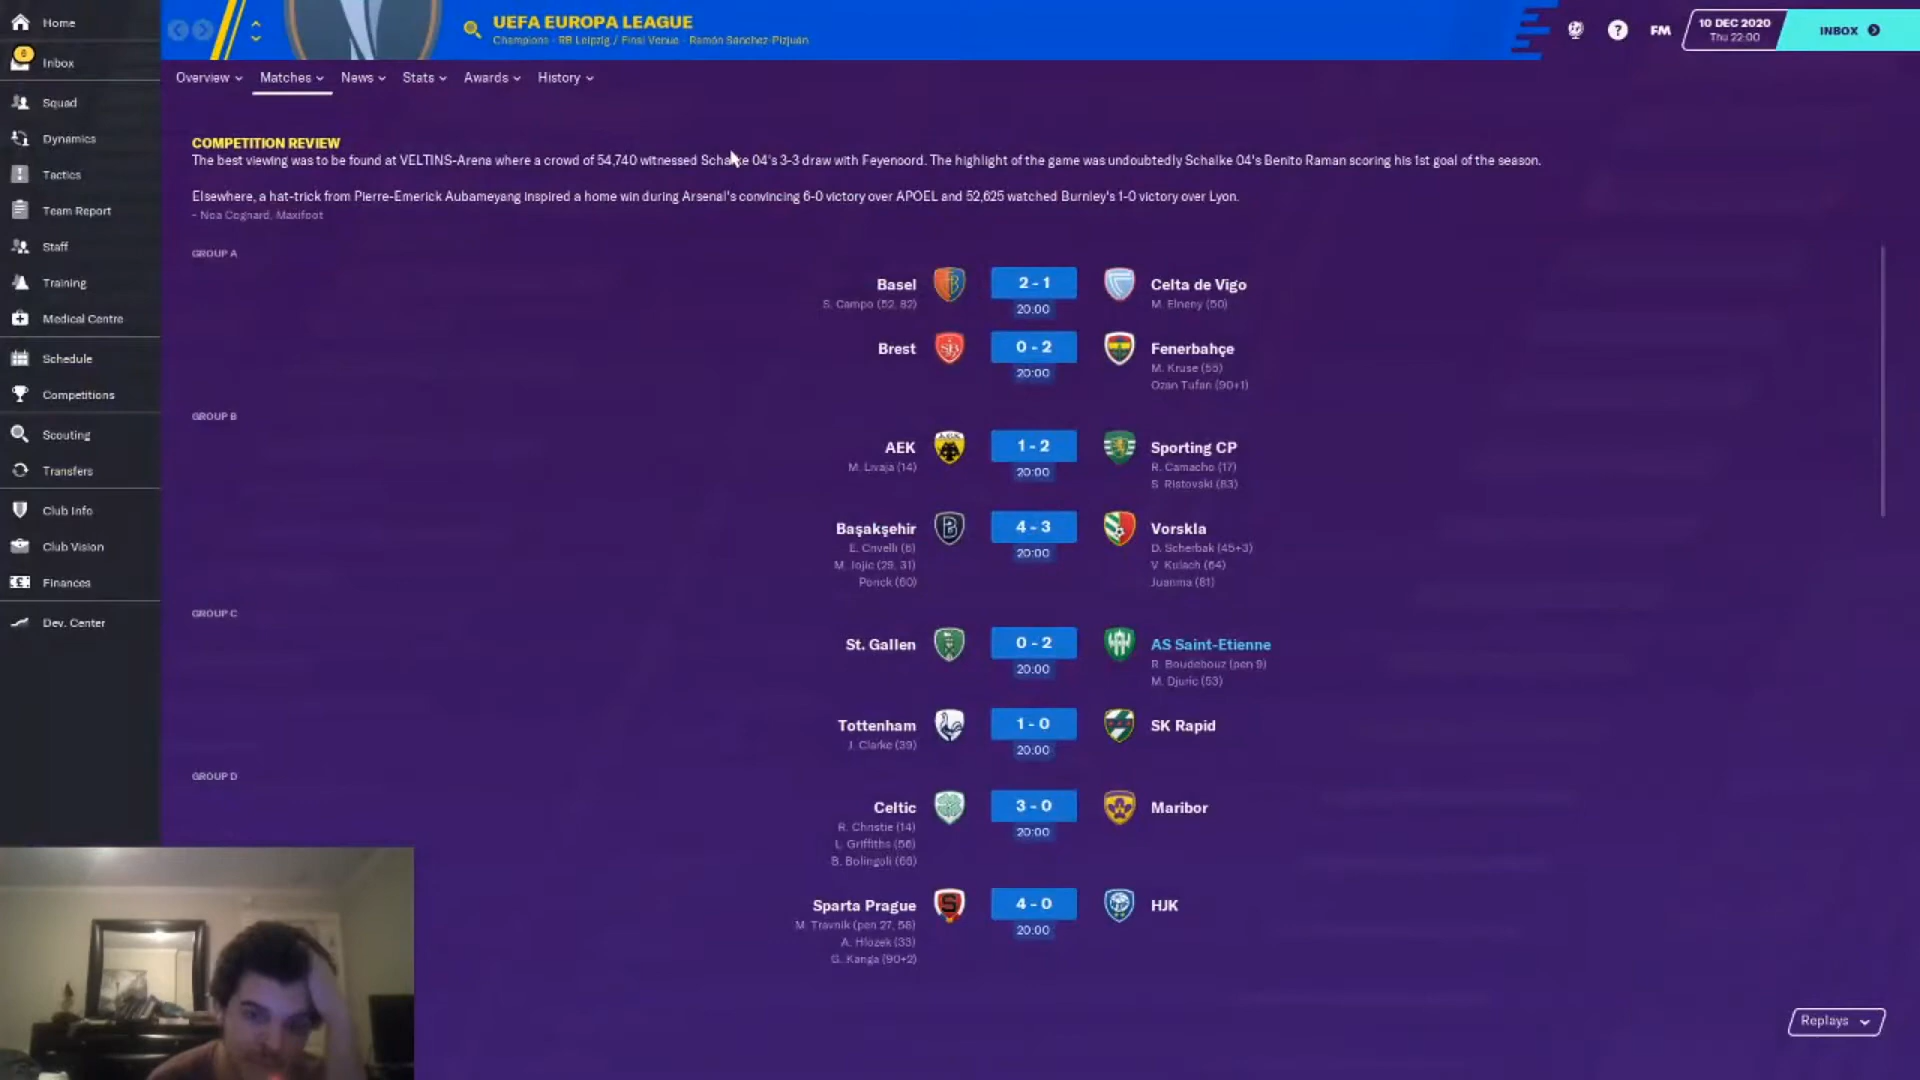 Home
UEFA EUROPA LEAGUE
Champions - RB Leipzig / Final Venue - Ramón Sánchez-Pizjuán
FM
10 DEC 2020
Thu 22:00
INBOX
Inbox
Overview
Matches
News
Stats
Awards
History
Squad
Dynamics
Tactics
Team Report
Staff
Training
Medical Centre
Schedule
Competitions
Scouting
Transfers
Club Info
Club Vision
Finances
Dev. Center
COMPETITION REVIEW
The best viewing was to be found at VELTINS-Arena where a crowd of 54,740 witnessed Schalke 04's 3-3 draw with Feyenoord. The highlight of the game was undoubtedly Schalke 04's Benito Raman scoring his 1st goal of the season.
Elsewhere, a hat-trick from Pierre-Emerick Aubameyang inspired a home win during Arsenal's convincing 6-0 victory over APOEL and 52,625 watched Burnley's 1-0 victory over Lyon.
- Noa Cognard, Maxifoot
GROUP A
Basel 2 - 1 Celta de Vigo
S. Campo (52, 82) 20:00 M. Elneny (50)
Brest 0 - 2 Fenerbahçe
20:00 M. Kruse (55)
Ozan Tufan (90+1)
GROUP B
AEK 1 - 2 Sporting CP
M. Livaja (14) 20:00 R. Camacho (17)
S. Ristovski (83)
Başakşehir 4 - 3 Vorskla
E. Crivelli (6) 20:00 D. Scherbak (45+3)
M. Jojic (29, 31) V. Kulach (64)
Ponck (60) Juanma (81)
GROUP C
St. Gallen 0 - 2 AS Saint-Etienne
20:00 R. Boudebouz (pen 9)
M. Djuric (53)
Tottenham 1 - 0 SK Rapid
J. Clarke (39) 20:00
GROUP D
Celtic 3 - 0 Maribor
R. Christie (14) 20:00
L. Griffiths (56)
B. Bolingoli (66)
Sparta Prague 4 - 0 HJK
M. Travnik (pen 27, 58) 20:00
A. Hlozek (33)
G. Kanga (90+2)
Replays